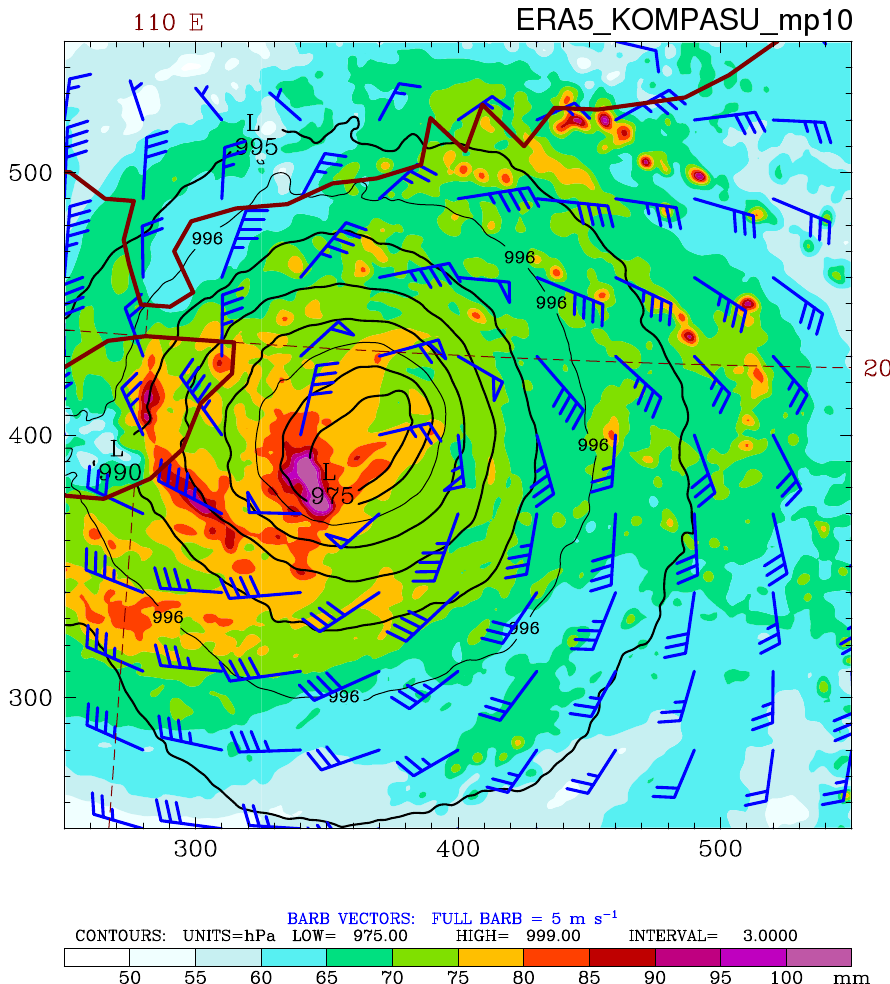 110 E ERA5_KOMPASU_mp10
L
995
500
996
996
996
20
400
996
L
990
L
975
996
996
300
996
300 400 500
BARB VECTORS: FULL BARB = 5 m s⁻¹
CONTOURS: UNITS=hPa LOW= 975.00 HIGH= 999.00 INTERVAL= 3.0000
50 55 60 65 70 75 80 85 90 95 100 mm